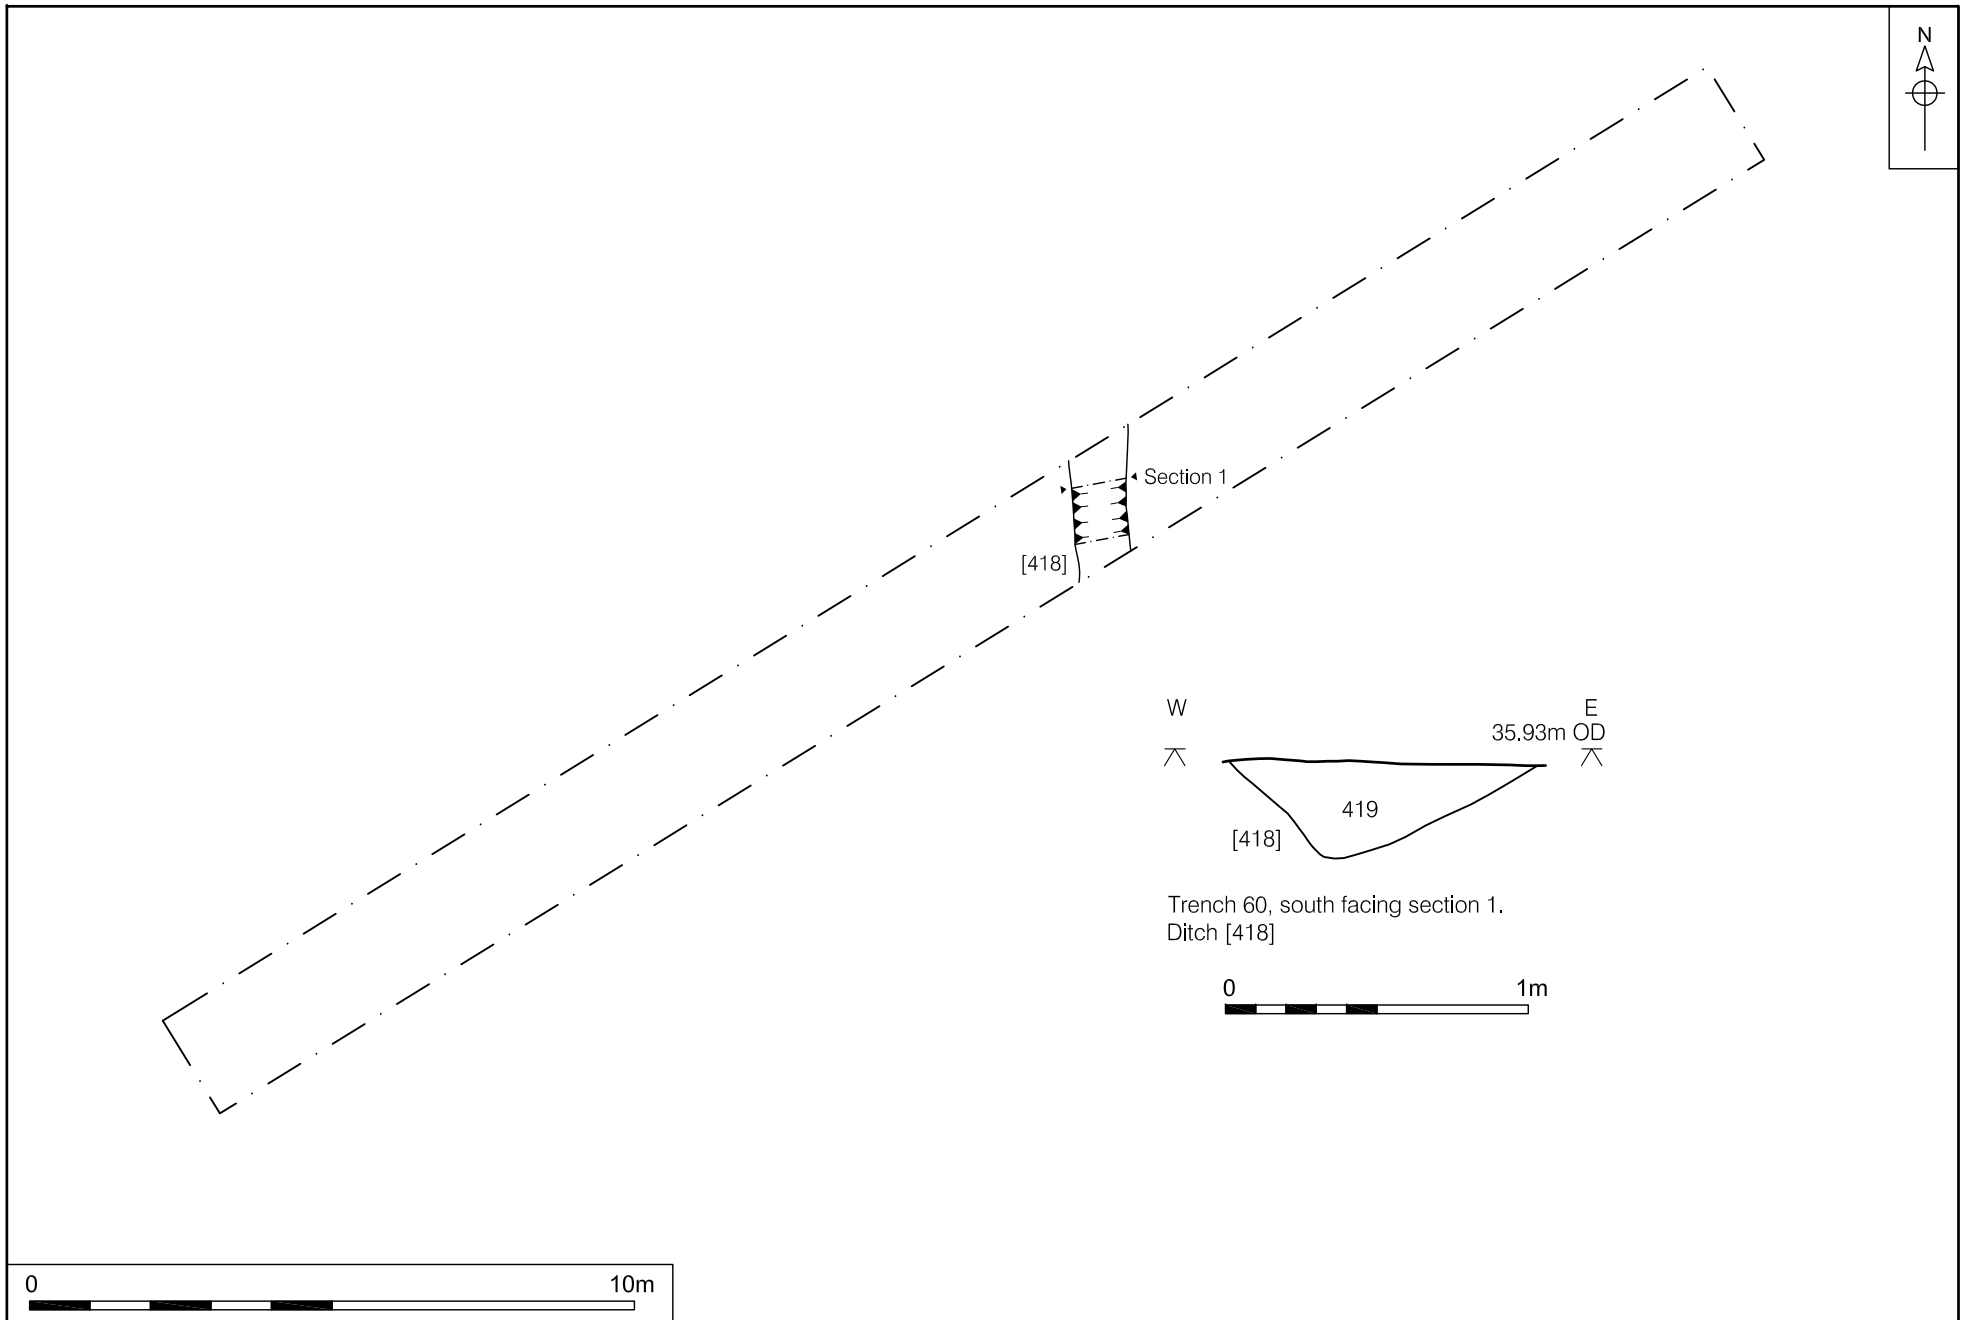 N
Section 1
[418]
W
E
35.93m OD
419
[418]
Trench 60, south facing section 1.
Ditch [418]
0 1m
0 10m